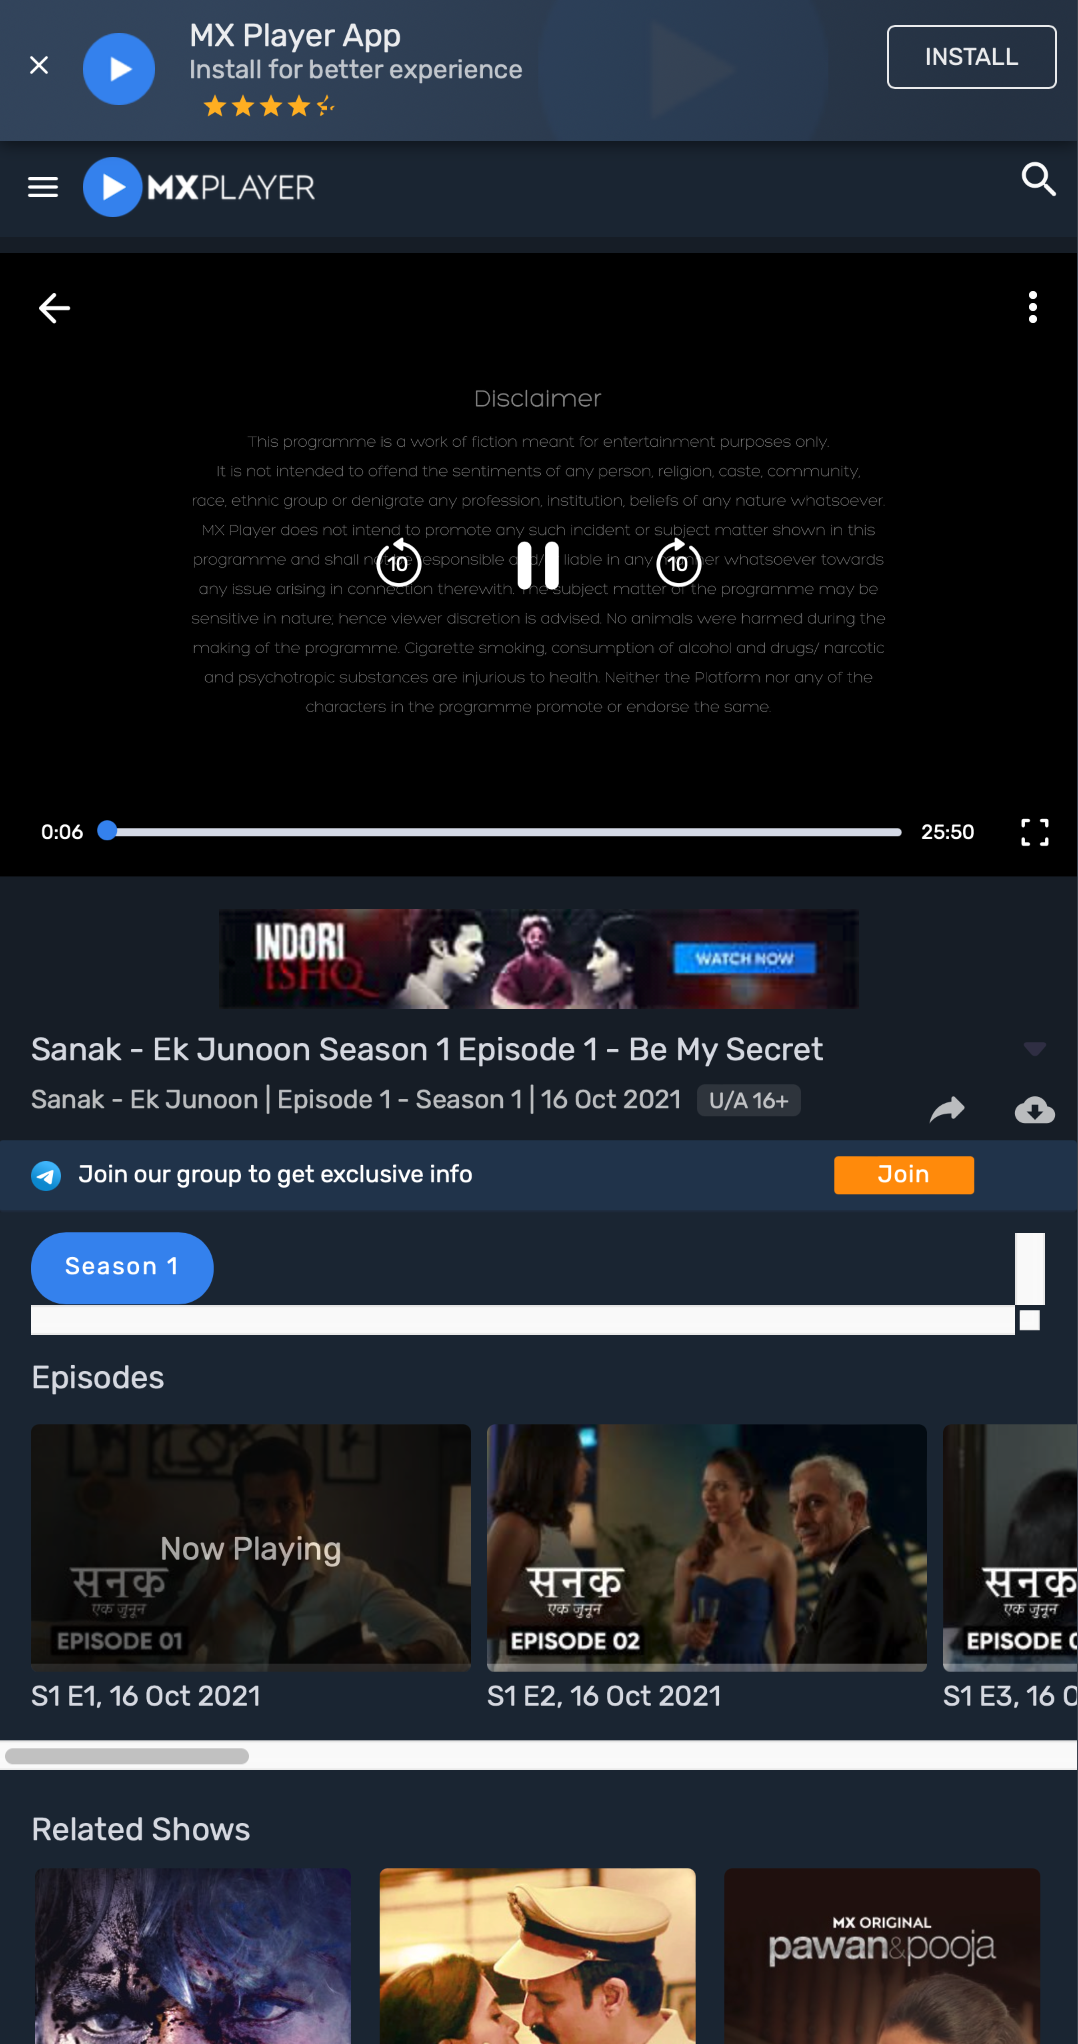 MX Player App
Install for better experience
INSTALL
MXPLAYER
Disclaimer
This programme is a work of fiction meant for entertainment purposes only.
It is not intended to offend the sentiments of any person, religion, caste, community,
race, ethnic group or denigrate any profession, institution, beliefs of any nature whatsoever.
MX Player does not intend to promote any such incident or subject matter shown in this
programme and shall responsible liable in any whatsoever towards
any issue arising in connection therewith. The subject matter of the programme may be
sensitive in nature; hence viewer discretion is advised. No animals were harmed during the
making of the programme. Cigarette smoking, consumption of alcohol and drugs/ narcotic
and psychotropic substances are injurious to health. Neither the Platform nor any of the
characters in the programme promote or endorse the same.
10
10
0:06
25:50
INDORI
ISHQ
WATCH NOW
Sanak - Ek Junoon Season 1 Episode 1 - Be My Secret
Sanak - Ek Junoon | Episode 1 - Season 1 | 16 Oct 2021 U/A 16+
Join our group to get exclusive info
Join
Season 1
Episodes
Now Playing
सनक
एक जुनून
EPISODE 01
सनक
एक जुनून
EPISODE 02
सनक
एक जुनून
EPISODE
S1 E1, 16 Oct 2021
S1 E2, 16 Oct 2021
S1 E3, 16
Related Shows
MX ORIGINAL
pawan&pooja